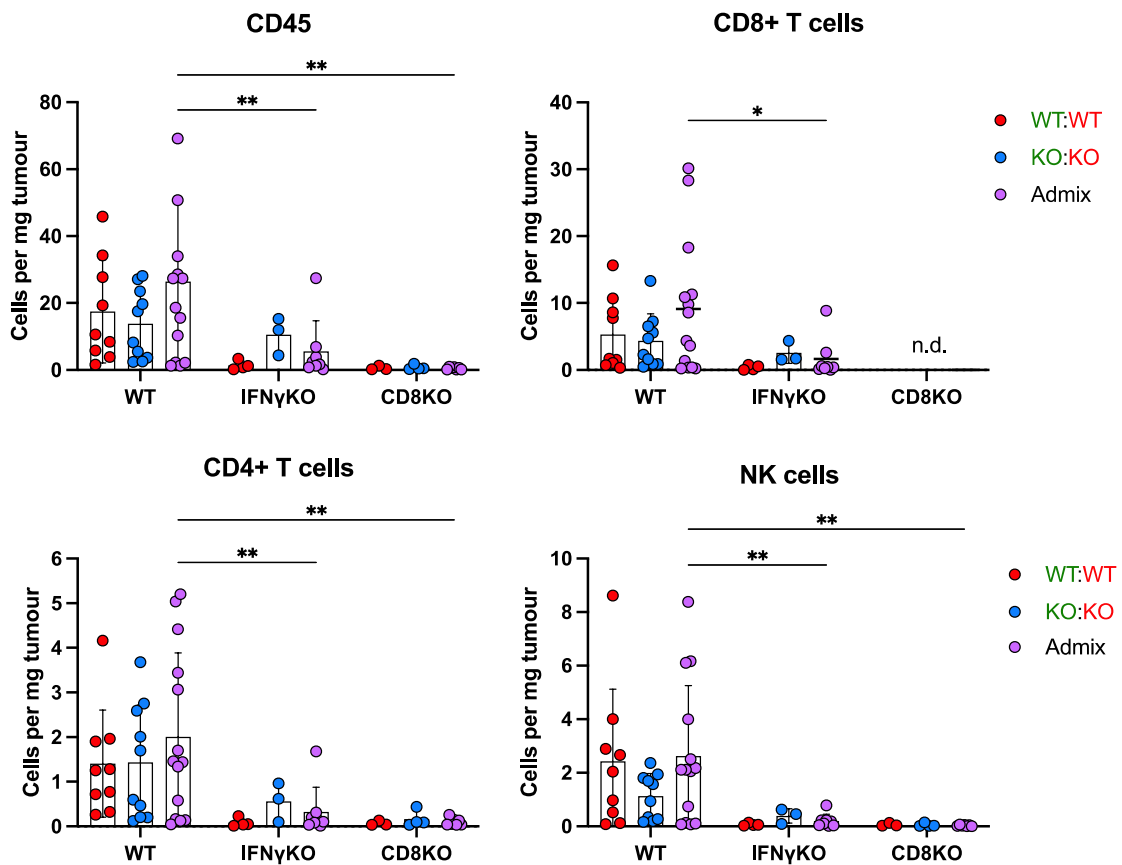 CD45
**
**
Cells per mg tumour
80
60
40
20
0
WT
IFNγKO
CD8KO
CD8+ T cells
*
n.d.
Cells per mg tumour
40
30
20
10
0
WT
IFNγKO
CD8KO
WT:WT
KO:KO
Admix
CD4+ T cells
**
**
Cells per mg tumour
6
5
4
3
2
1
0
WT
IFNγKO
CD8KO
NK cells
**
**
Cells per mg tumour
10
8
6
4
2
0
WT
IFNγKO
CD8KO
WT:WT
KO:KO
Admix